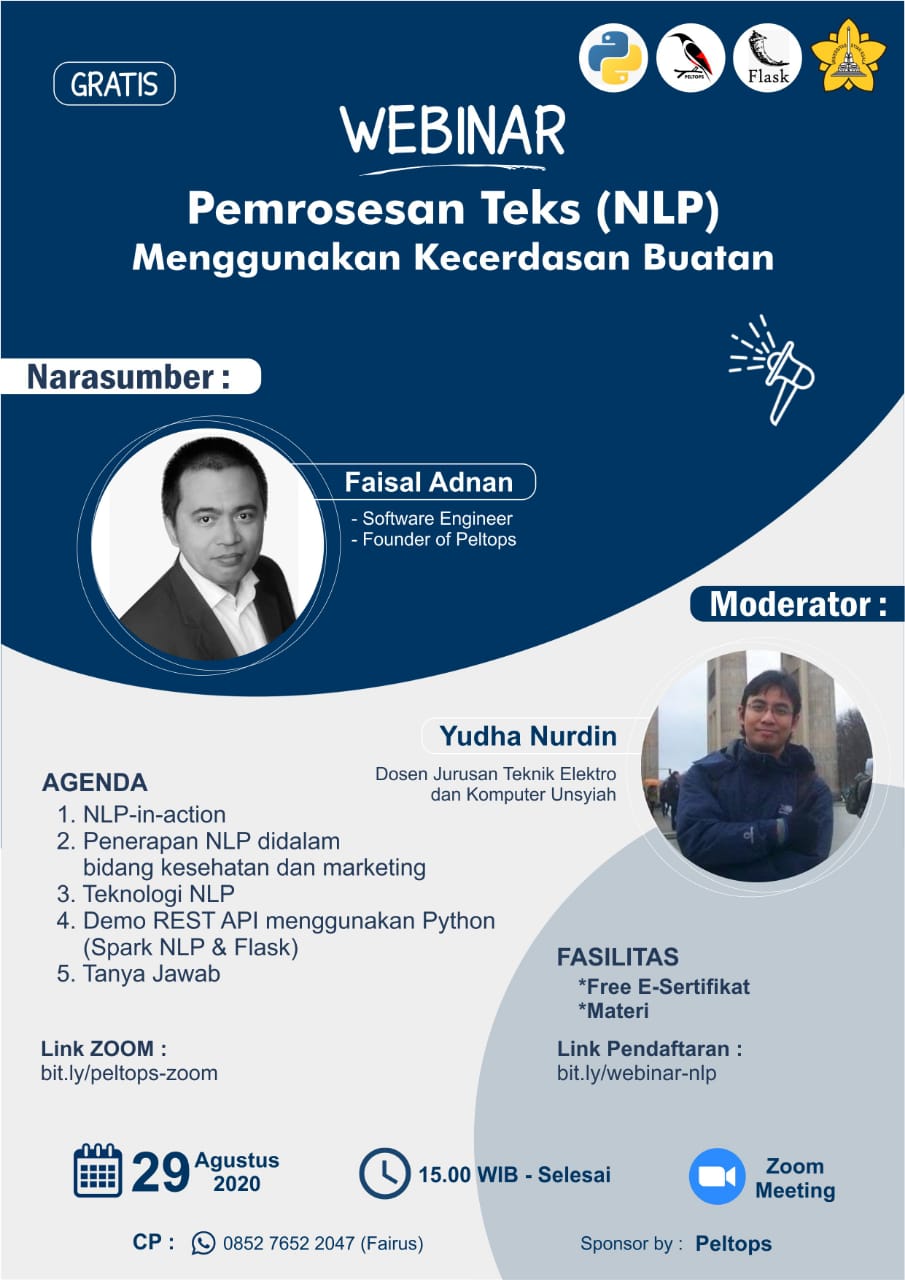 GRATIS
PELTOPS
Flask
WEBINAR
Pemrosesan Teks (NLP)
Menggunakan Kecerdasan Buatan
Narasumber :
Faisal Adnan
- Software Engineer
- Founder of Peltops
Moderator :
Yudha Nurdin
Dosen Jurusan Teknik Elektro
dan Komputer Unsyiah
AGENDA
1. NLP-in-action
2. Penerapan NLP didalam
bidang kesehatan dan marketing
3. Teknologi NLP
4. Demo REST API menggunakan Python
(Spark NLP & Flask)
5. Tanya Jawab
FASILITAS
*Free E-Sertifikat
*Materi
Link ZOOM :
bit.ly/peltops-zoom
Link Pendaftaran :
bit.ly/webinar-nlp
29 Agustus
2020
15.00 WIB - Selesai
Zoom
Meeting
CP : 0852 7652 2047 (Fairus)
Sponsor by : Peltops